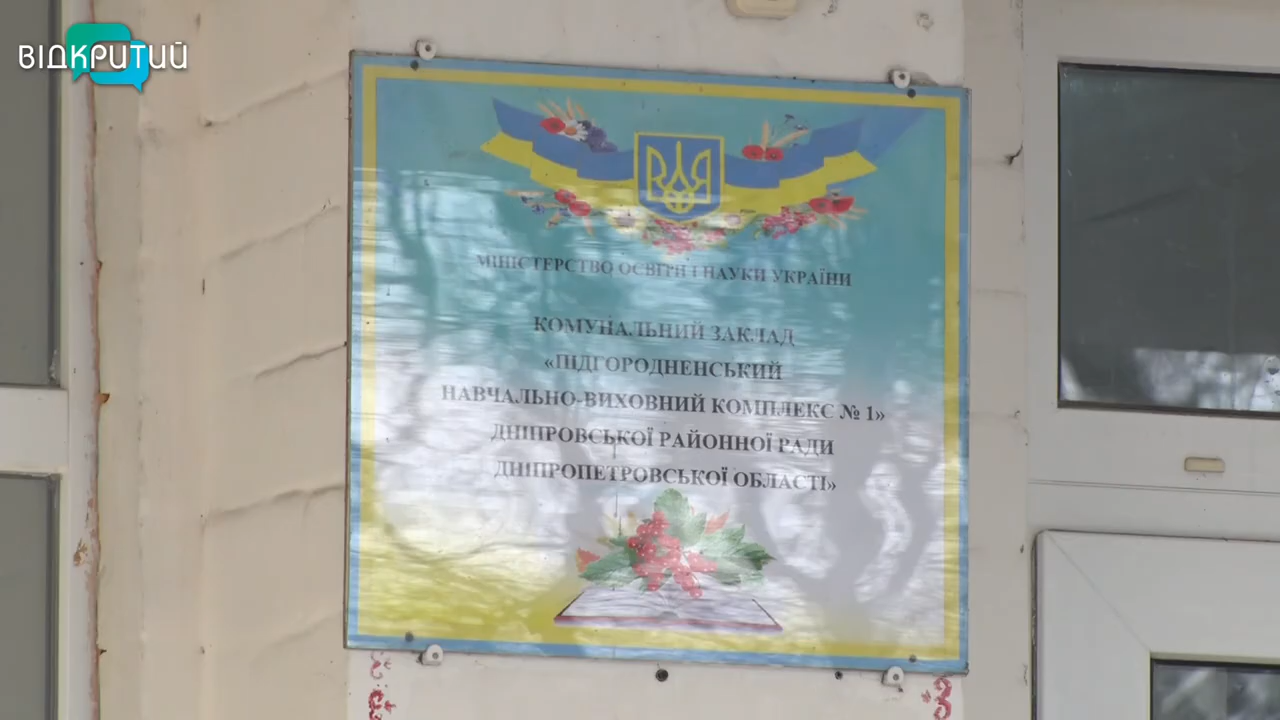 ВІДКРИТИЙ
МІНІСТЕРСТВО ОСВІТИ І НАУКИ УКРАЇНИ
КОМУНАЛЬНИЙ ЗАКЛАД
«ПІДГОРОДНЕНСЬКИЙ
НАВЧАЛЬНО-ВИХОВНИЙ КОМПЛЕКС № 1»
ДНІПРОВСЬКОЇ РАЙОННОЇ РАДИ
ДНІПРОПЕТРОВСЬКОЇ ОБЛАСТІ»